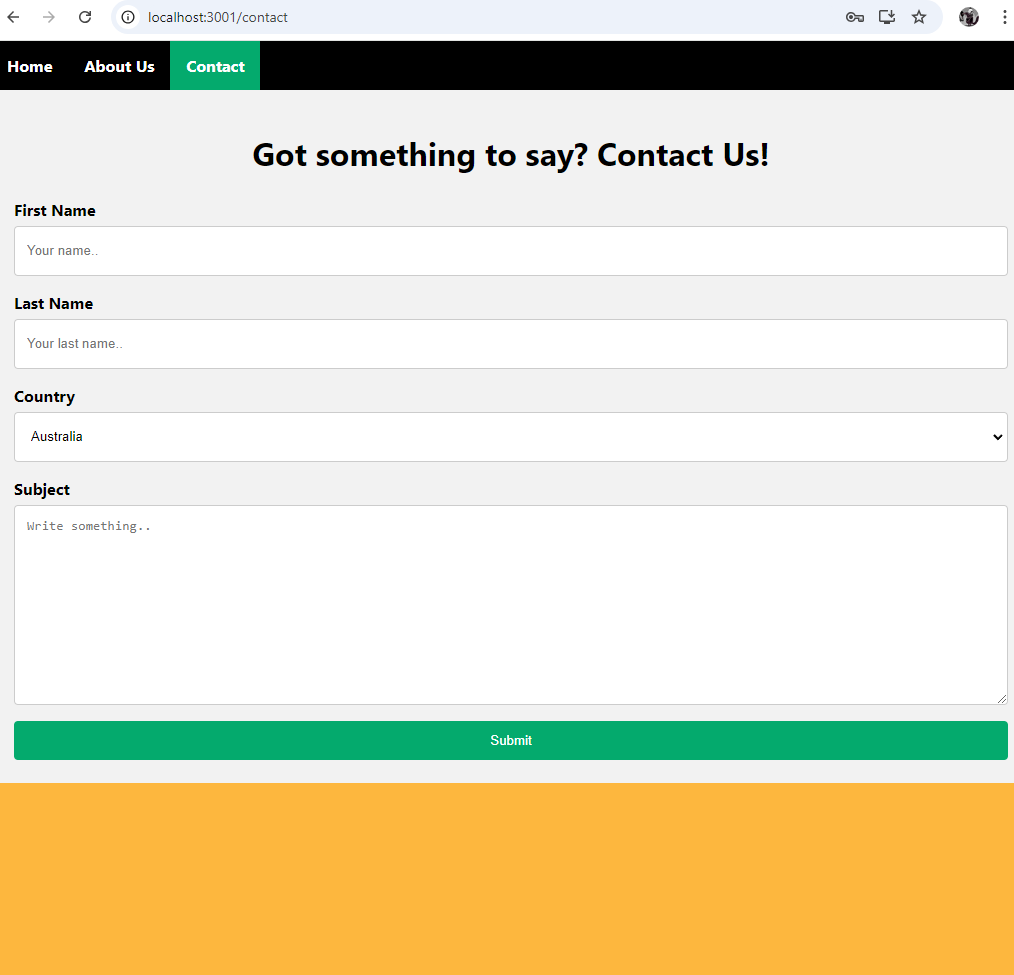 localhost:3001/contact
Home About Us Contact
Got something to say? Contact Us!
First Name
Your name..
Last Name
Your last name..
Country
Australia
Subject
Write something..
Submit